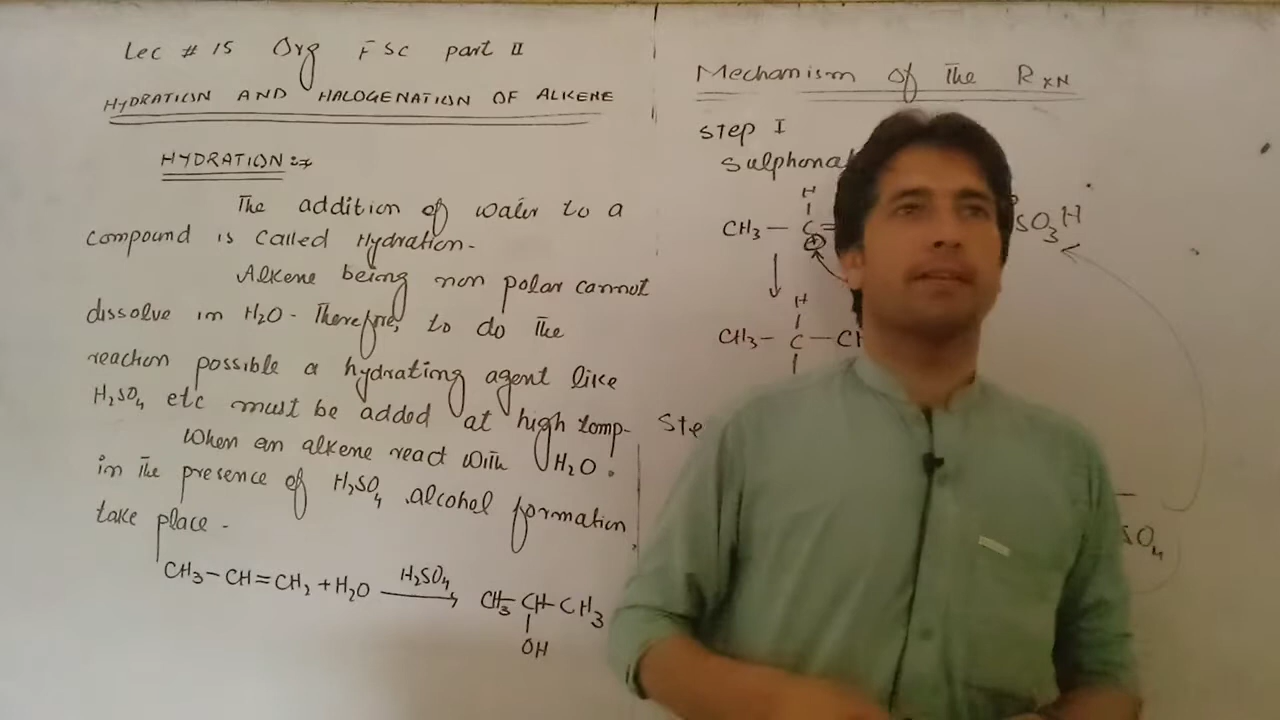 Lec # 15 Org FSc part II
HYDRATION AND HALOGENATION OF ALKENE
HYDRATION :→
The addition of water to a
compound is called Hydration.
Alkene being non polar cannot
dissolve in H2O - Therefore, to do the
reaction possible a hydrating agent like
H2SO4 etc must be added at high temp-
When an alkene react with H2O.
in the presence of H2SO4 alcohol formation
take place -
CH3-CH=CH2 + H2O H2SO4 → CH3-CH-CH3
OH
Mechanism of the RxN
Step I
H
CH3 — C= SO3H
⊕
H
CH3 - C -